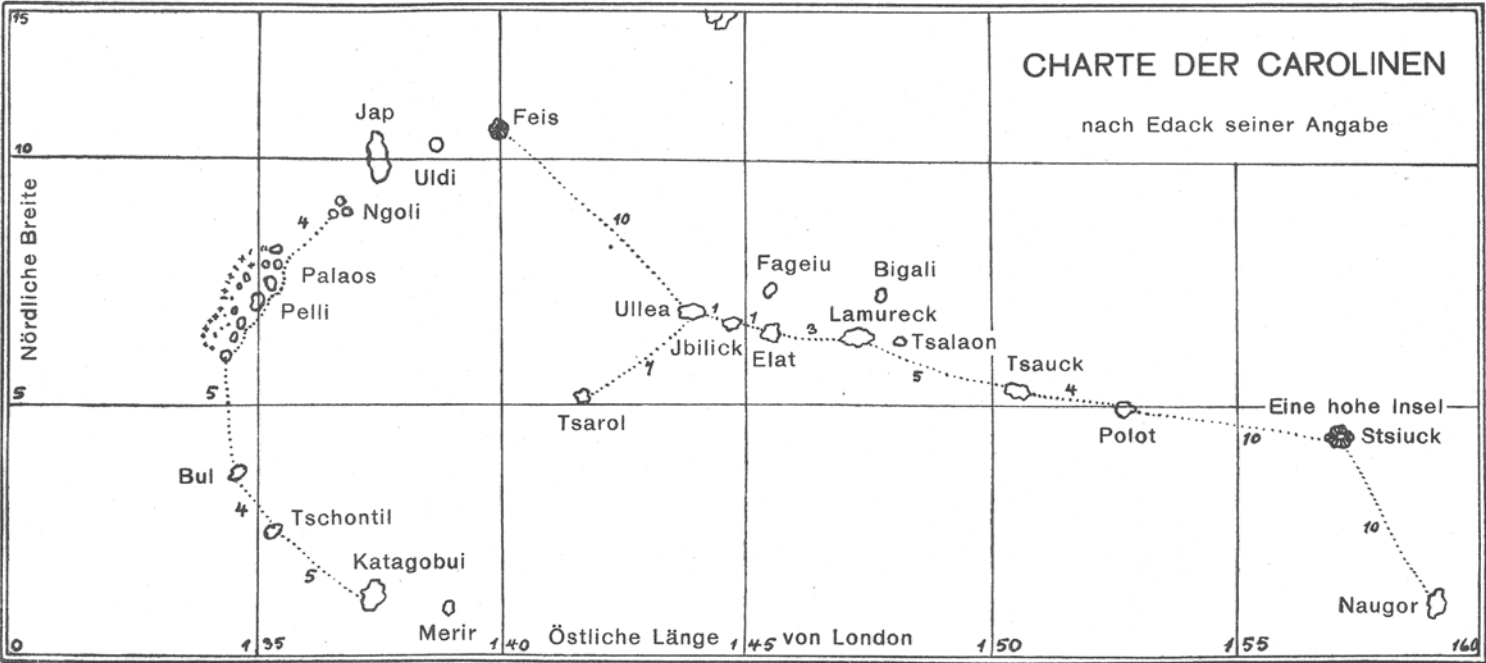 15
CHARTE DER CAROLINEN
nach Edack seiner Angabe
Jap
Feis
10
Uldi
Nördliche Breite
4
Ngoli
10
Palaos
Fageiu
Bigali
Pelli
Ullea
1
1
Lamureck
3
Jbilick
Elat
Tsalaon
7
5
Tsauck
4
5
5
Tsarol
Eine hohe Insel
Polot
10
Stsiuck
Bul
4
Tschontil
10
5
Katagobui
Merir
Naugor
0
135
140
Östliche Länge
145
von London
150
155
160